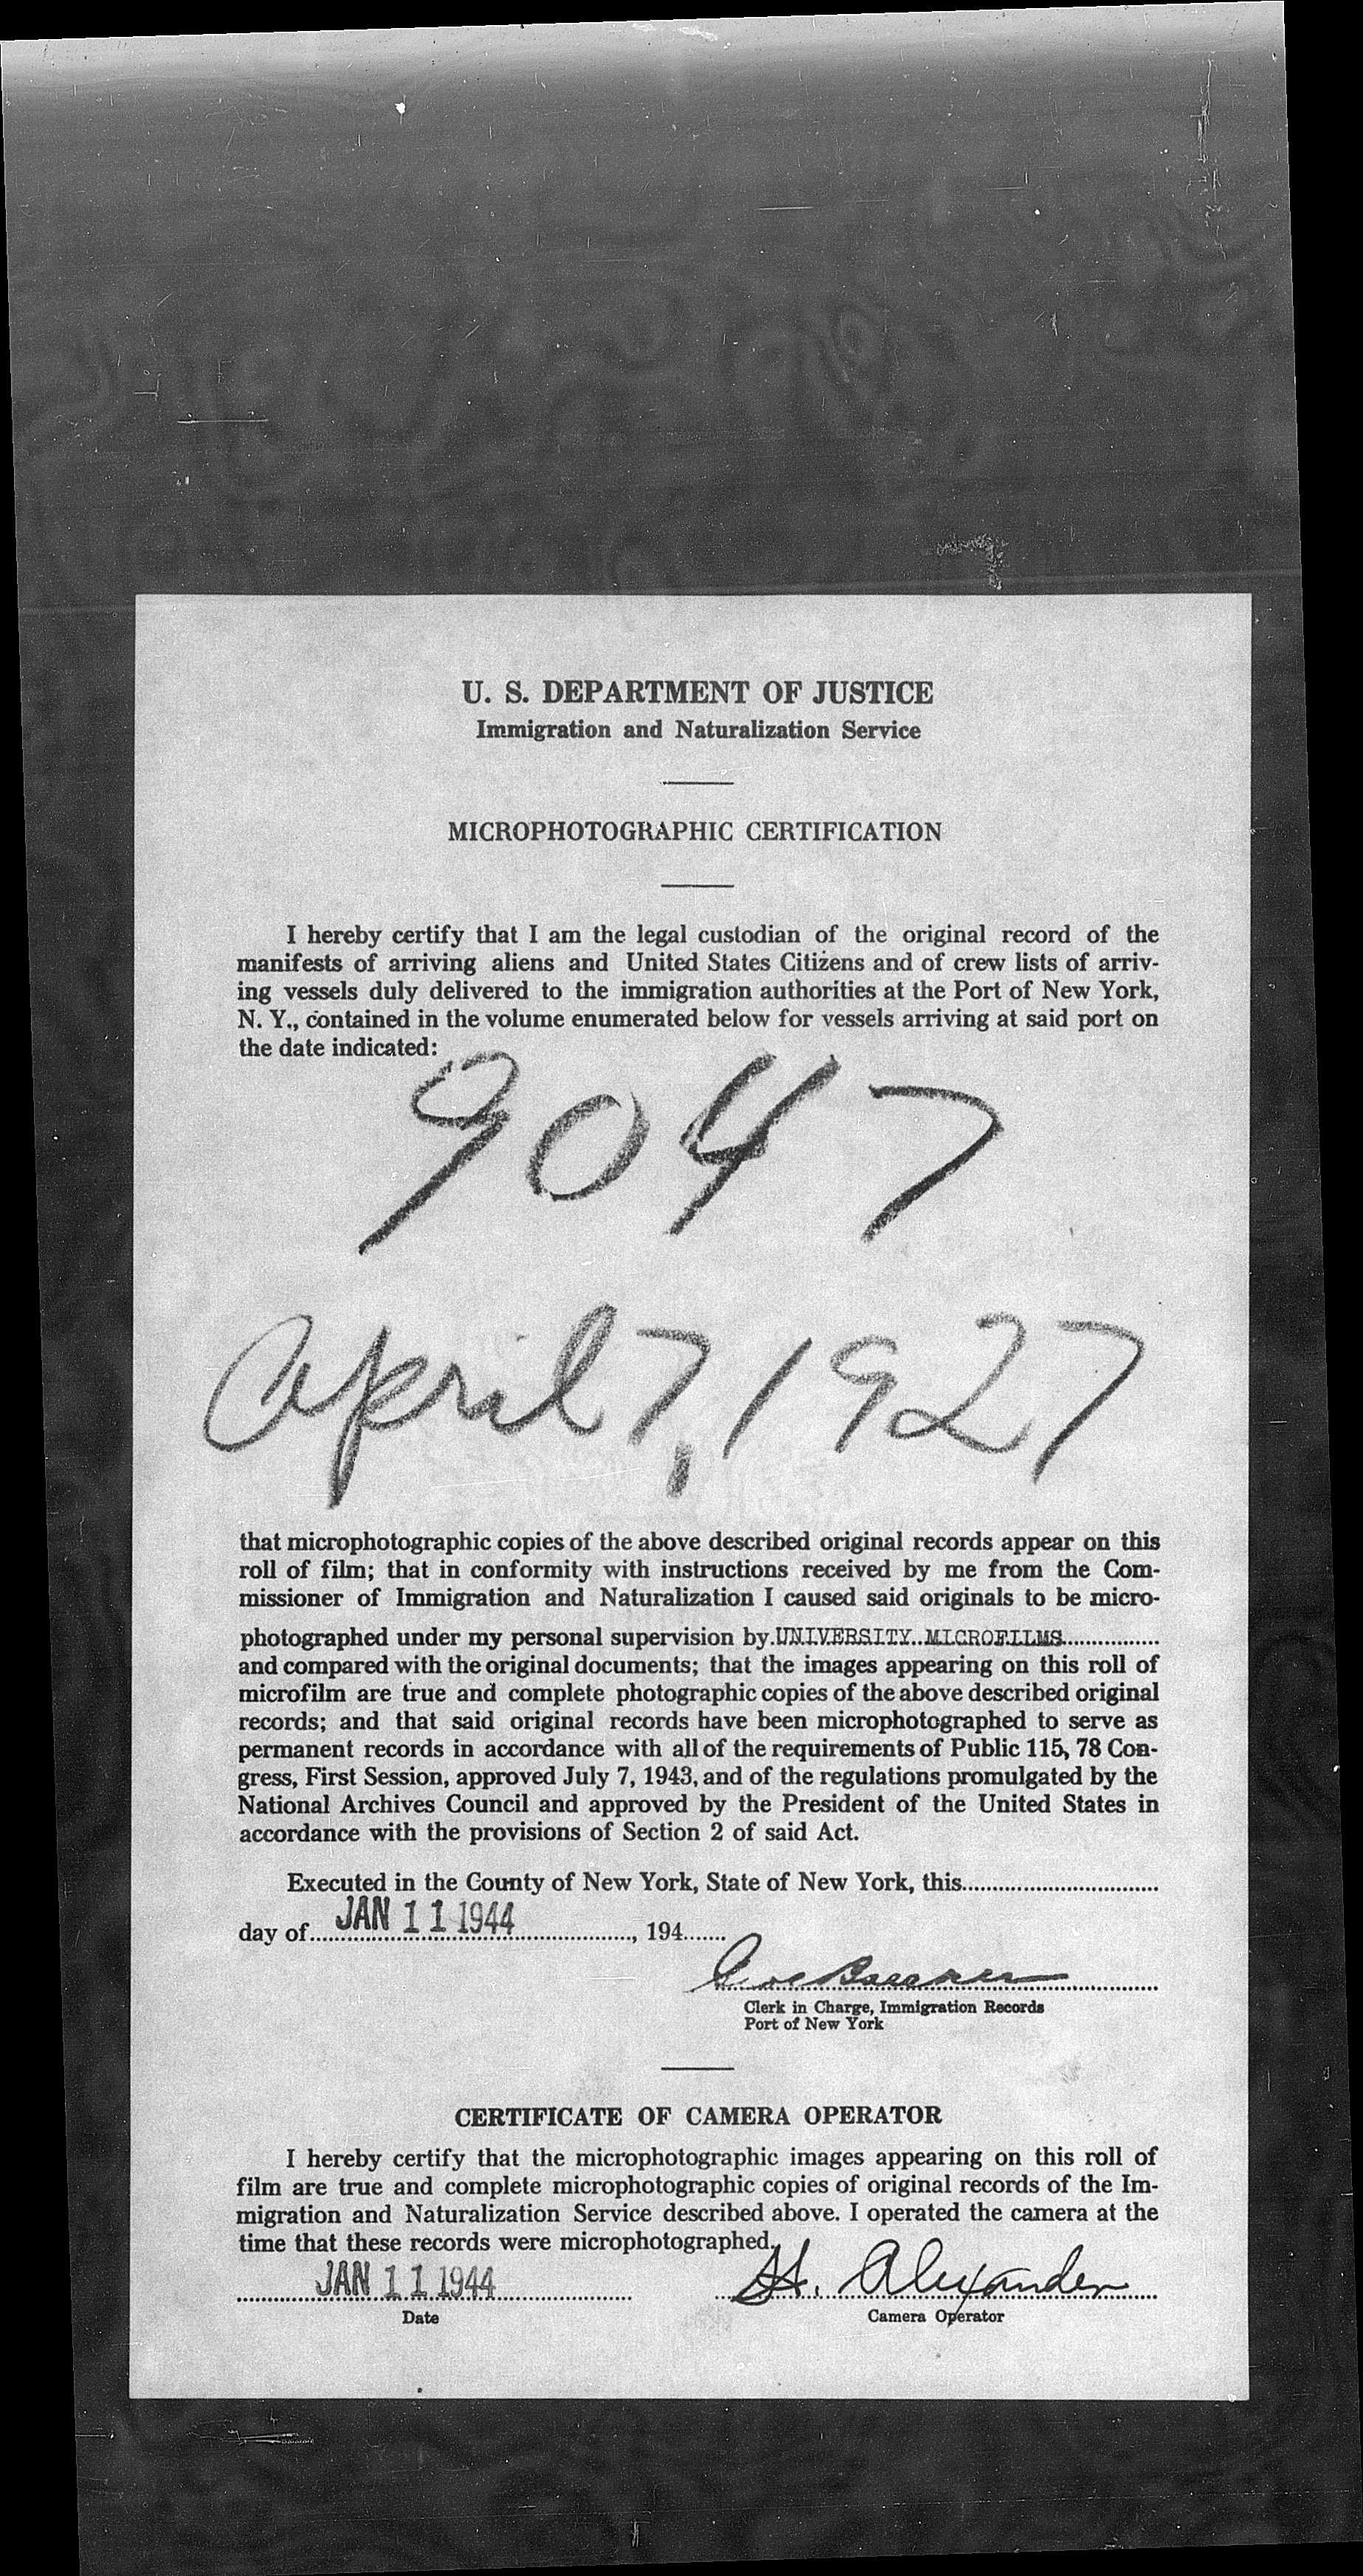 U. S. DEPARTMENT OF JUSTICE
Immigration and Naturalization Service
MICROPHOTOGRAPHIC CERTIFICATION
I hereby certify that I am the legal custodian of the original record of the
manifests of arriving aliens and United States Citizens and of crew lists of arriv-
ing vessels duly delivered to the immigration authorities at the Port of New York,
N. Y., contained in the volume enumerated below for vessels arriving at said port on
the date indicated:
9047
April 7, 1927
that microphotographic copies of the above described original records appear on this
roll of film; that in conformity with instructions received by me from the Com-
missioner of Immigration and Naturalization I caused said originals to be micro-
photographed under my personal supervision by UNIVERSITY MICROFILMS
and compared with the original documents; that the images appearing on this roll of
microfilm are true and complete photographic copies of the above described original
records; and that said original records have been microphotographed to serve as
permanent records in accordance with all of the requirements of Public 115, 78 Con-
gress, First Session, approved July 7, 1943, and of the regulations promulgated by the
National Archives Council and approved by the President of the United States in
accordance with the provisions of Section 2 of said Act.
Executed in the County of New York, State of New York, this
day of JAN 11 1944, 194
Clerk in Charge, Immigration Records
Port of New York
CERTIFICATE OF CAMERA OPERATOR
I hereby certify that the microphotographic images appearing on this roll of
film are true and complete microphotographic copies of original records of the Im-
migration and Naturalization Service described above. I operated the camera at the
time that these records were microphotographed.
JAN 11 1944 H. Alexander
Date Camera Operator